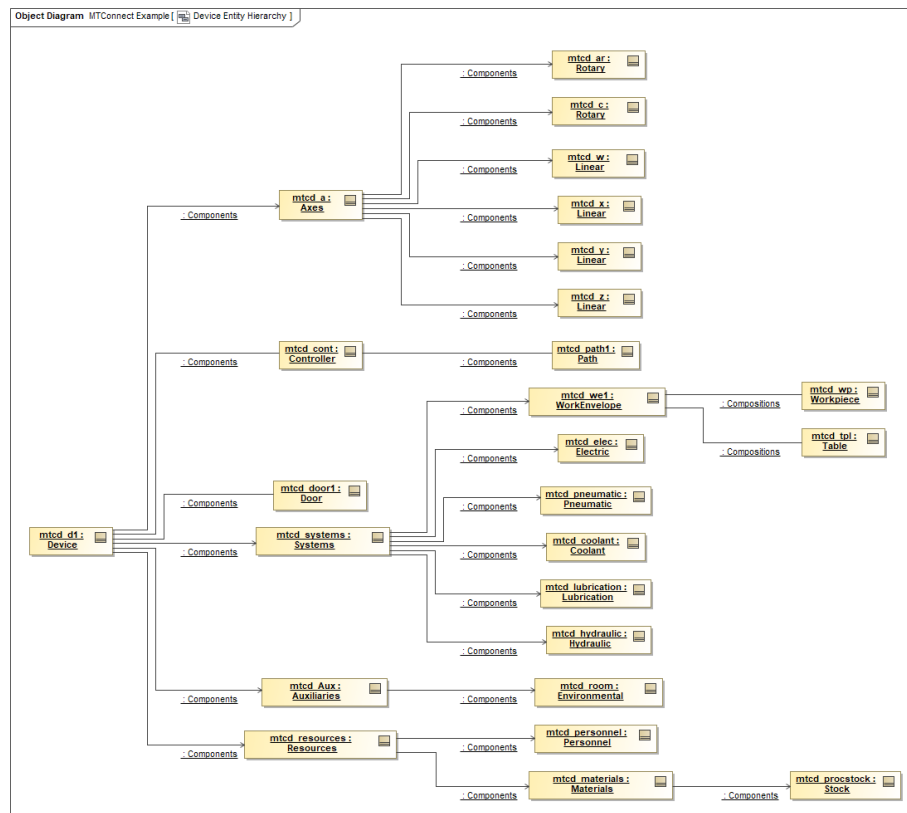 Object Diagram MTConnect Example [ Device Entity Hierarchy ]
mtcd_ar :
Rotary
: Components
mtcd_c :
Rotary
: Components
mtcd_w :
Linear
: Components
mtcd_a :
Axes
: Components
mtcd_x :
Linear
: Components
mtcd_y :
Linear
: Components
mtcd_z :
Linear
: Components
mtcd_cont :
Controller
: Components
mtcd_path1 :
Path
: Components
mtcd_we1 :
WorkEnvelope
: Components
mtcd_wp :
Workpiece
: Compositions
mtcd_tpl :
Table
: Compositions
mtcd_elec :
Electric
: Components
mtcd_door1 :
Door
: Components
mtcd_pneumatic :
Pneumatic
: Components
mtcd_d1 :
Device
mtcd_systems :
Systems
: Components
mtcd_coolant :
Coolant
: Components
mtcd_lubrication :
Lubrication
: Components
mtcd_hydraulic :
Hydraulic
: Components
mtcd_Aux :
Auxiliaries
: Components
mtcd_room :
Environmental
: Components
mtcd_resources :
Resources
: Components
mtcd_personnel :
Personnel
: Components
mtcd_materials :
Materials
: Components
mtcd_procstock :
Stock
: Components